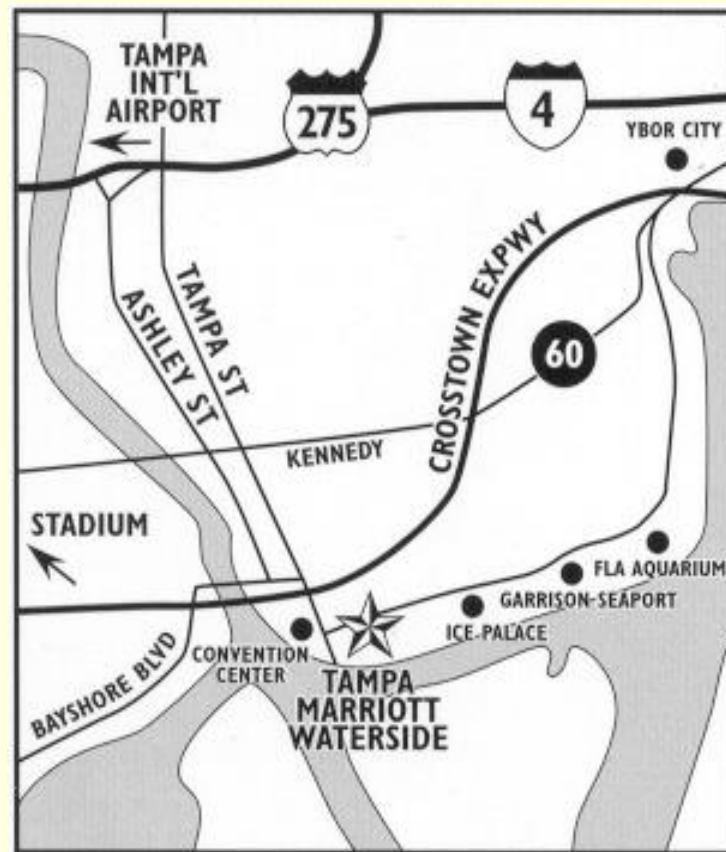 TAMPA
INT'L
AIRPORT
275
4
YBOR CITY
TAMPA ST
ASHLEY ST
CROSSTOWN EXPWY
60
KENNEDY
STADIUM
FLA AQUARIUM
GARRISON SEAPORT
ICE PALACE
CONVENTION
CENTER
BAYSHORE BLVD
TAMPA
MARRIOTT
WATERSIDE